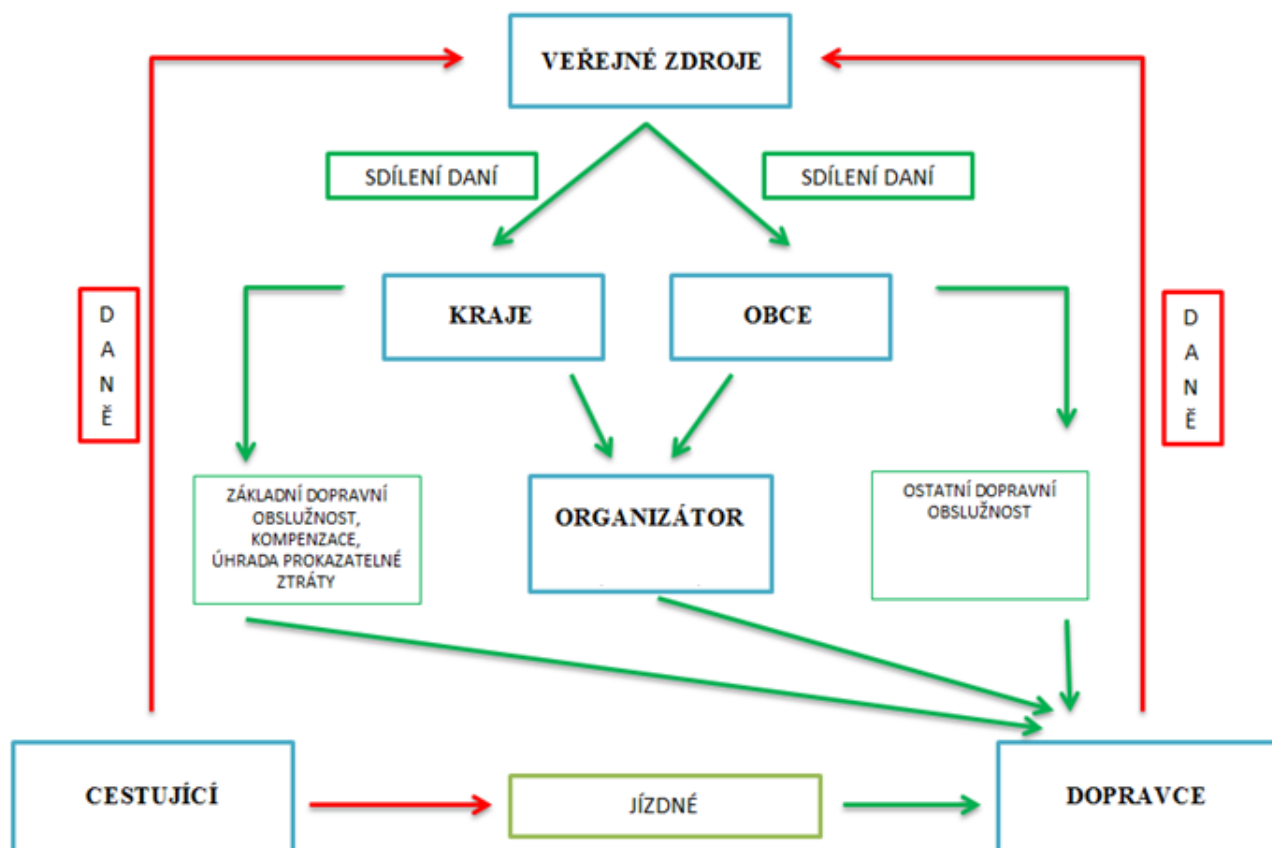 VEŘEJNÉ ZDROJE
SDÍLENÍ DANÍ
SDÍLENÍ DANÍ
KRAJE
OBCE
D
A
N
Ě
D
A
N
Ě
ZÁKLADNÍ DOPRAVNÍ
OBSLUŽNOST,
KOMPENZACE,
ÚHRADA PROKAZATELNÉ
ZTRÁTY
ORGANIZÁTOR
OSTATNÍ DOPRAVNÍ
OBSLUŽNOST
CESTUJÍCÍ
JÍZDNÉ
DOPRAVCE